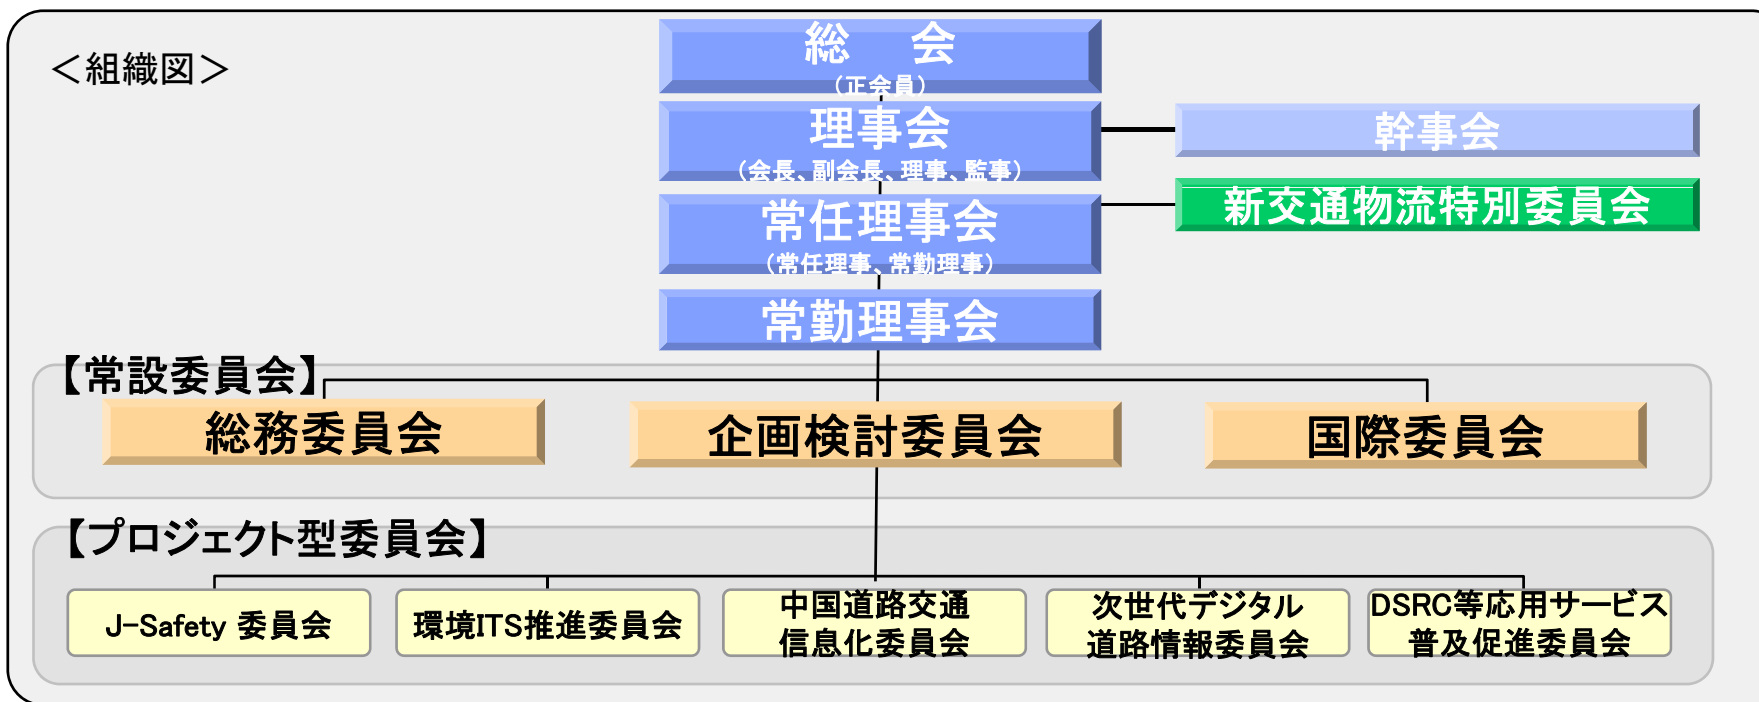 ＜組織図＞
総　会
（正会員）
理事会
（会長、副会長、理事、監事）
幹事会
新交通物流特別委員会
常任理事会
（常任理事、常勤理事）
常勤理事会
【常設委員会】
総務委員会
企画検討委員会
国際委員会
【プロジェクト型委員会】
J-Safety 委員会
環境ITS推進委員会
中国道路交通
信息化委員会
次世代デジタル
道路情報委員会
DSRC等応用サービス
普及促進委員会